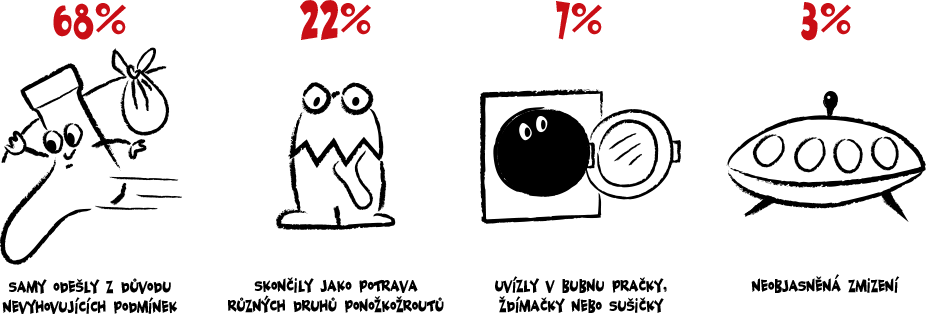 68%
22%
7%
3%
SAMY ODEŠLY Z DŮVODU
NEVYHOVUJÍCÍCH PODMÍNEK
SKONČILY JAKO POTRAVA
RŮZNÝCH DRUHŮ PONOŽKOŽROUTŮ
UVÍZLY V BUBNU PRAČKY,
ŽDÍMAČKY NEBO SUŠIČKY
NEOBJASNĚNÁ ZMIZENÍ